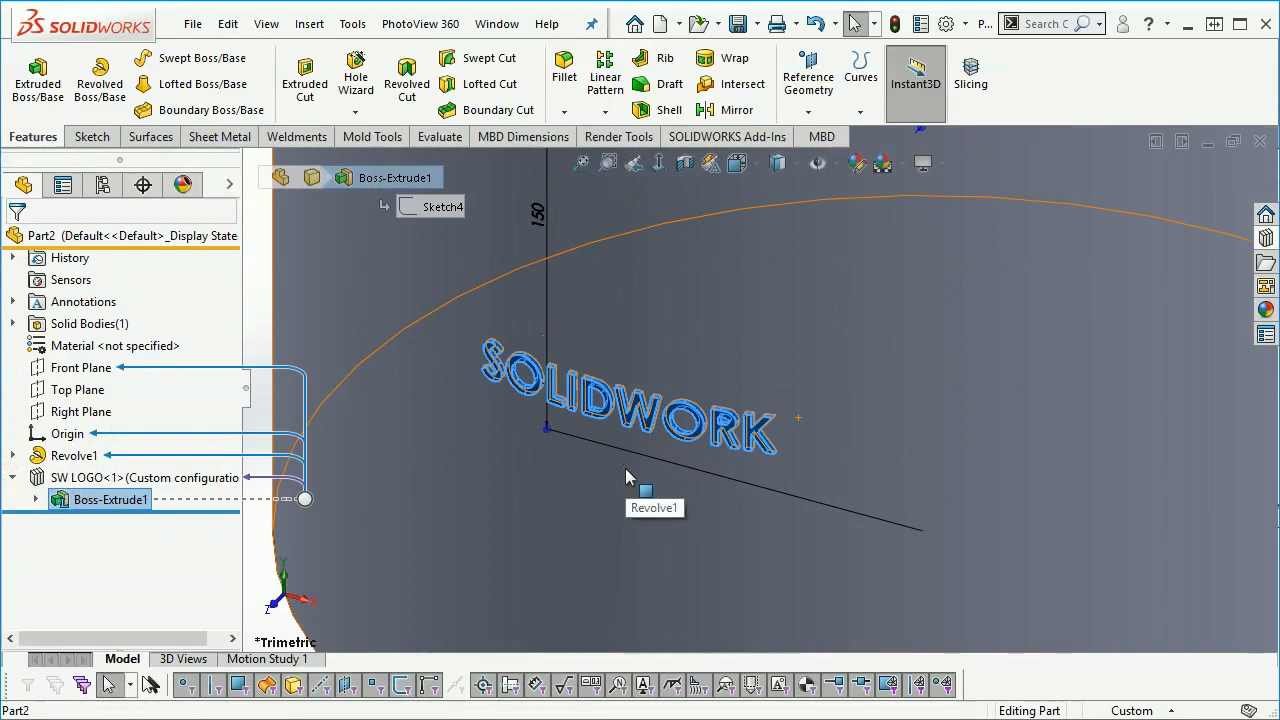 SOLIDWORKS File Edit View Insert Tools PhotoView 360 Window Help P... Search C ?
Extruded Boss/Base
Revolved Boss/Base
Swept Boss/Base
Lofted Boss/Base
Boundary Boss/Base
Extruded Cut
Hole Wizard
Revolved Cut
Swept Cut
Lofted Cut
Boundary Cut
Fillet
Linear Pattern
Rib
Draft
Shell
Wrap
Intersect
Mirror
Reference Geometry
Curves
Instant3D
Slicing
Features Sketch Surfaces Sheet Metal Weldments Mold Tools Evaluate MBD Dimensions Render Tools SOLIDWORKS Add-Ins MBD
Boss-Extrude1
Sketch4
Part2 (Default<<Default>_Display State
History
Sensors
Annotations
Solid Bodies(1)
Material <not specified>
Front Plane
Top Plane
Right Plane
Origin
Revolve1
SW LOGO<1>(Custom configuratio
Boss-Extrude1
150
SOLIDWORK
Revolve1
Y
X
Z
*Trimetric
Model 3D Views Motion Study 1
Part2 Editing Part Custom